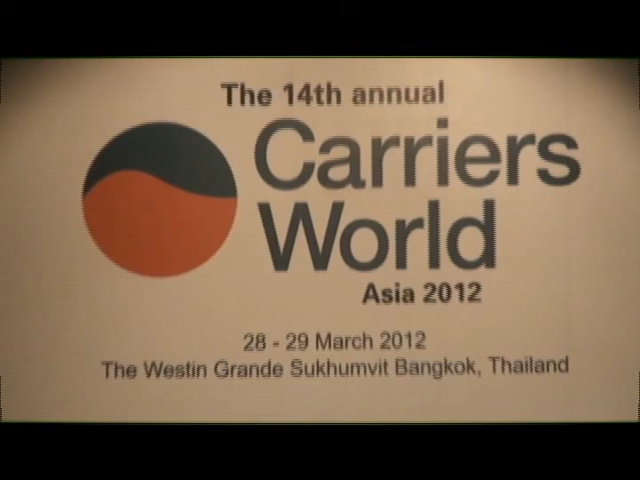 The 14th annual
Carriers
World
Asia 2012
28 - 29 March 2012
The Westin Grande Sukhumvit Bangkok, Thailand